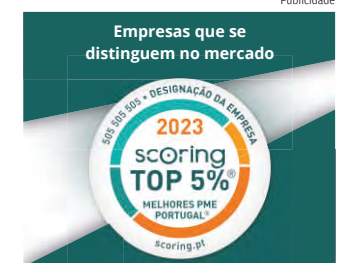 Publicidade
Empresas que se
distinguem no mercado
505 505 505 • DESIGNAÇÃO DA EMPRESA
2023
scoring
TOP 5%®
MELHORES PME
PORTUGAL®
scoring.pt